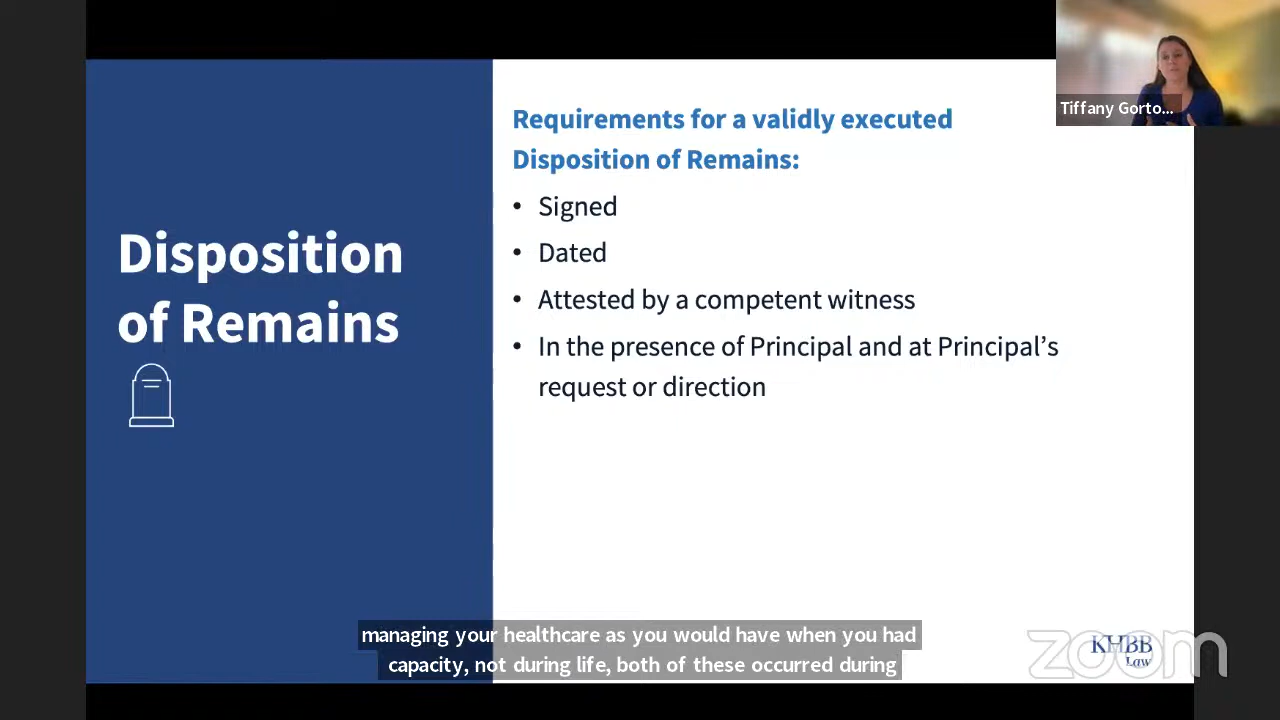 Tiffany Gorto...
Requirements for a validly executed
Disposition of Remains:
• Signed
• Dated
• Attested by a competent witness
• In the presence of Principal and at Principal’s
request or direction
Disposition
of Remains
managing your healthcare as you would have when you had
capacity, not during life, both of these occurred during
KHBB
Law
zoom